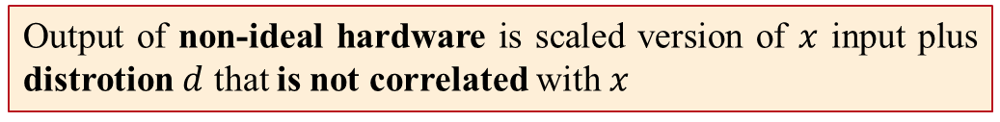 Output of non-ideal hardware is scaled version of x input plus
distrotion d that is not correlated with x